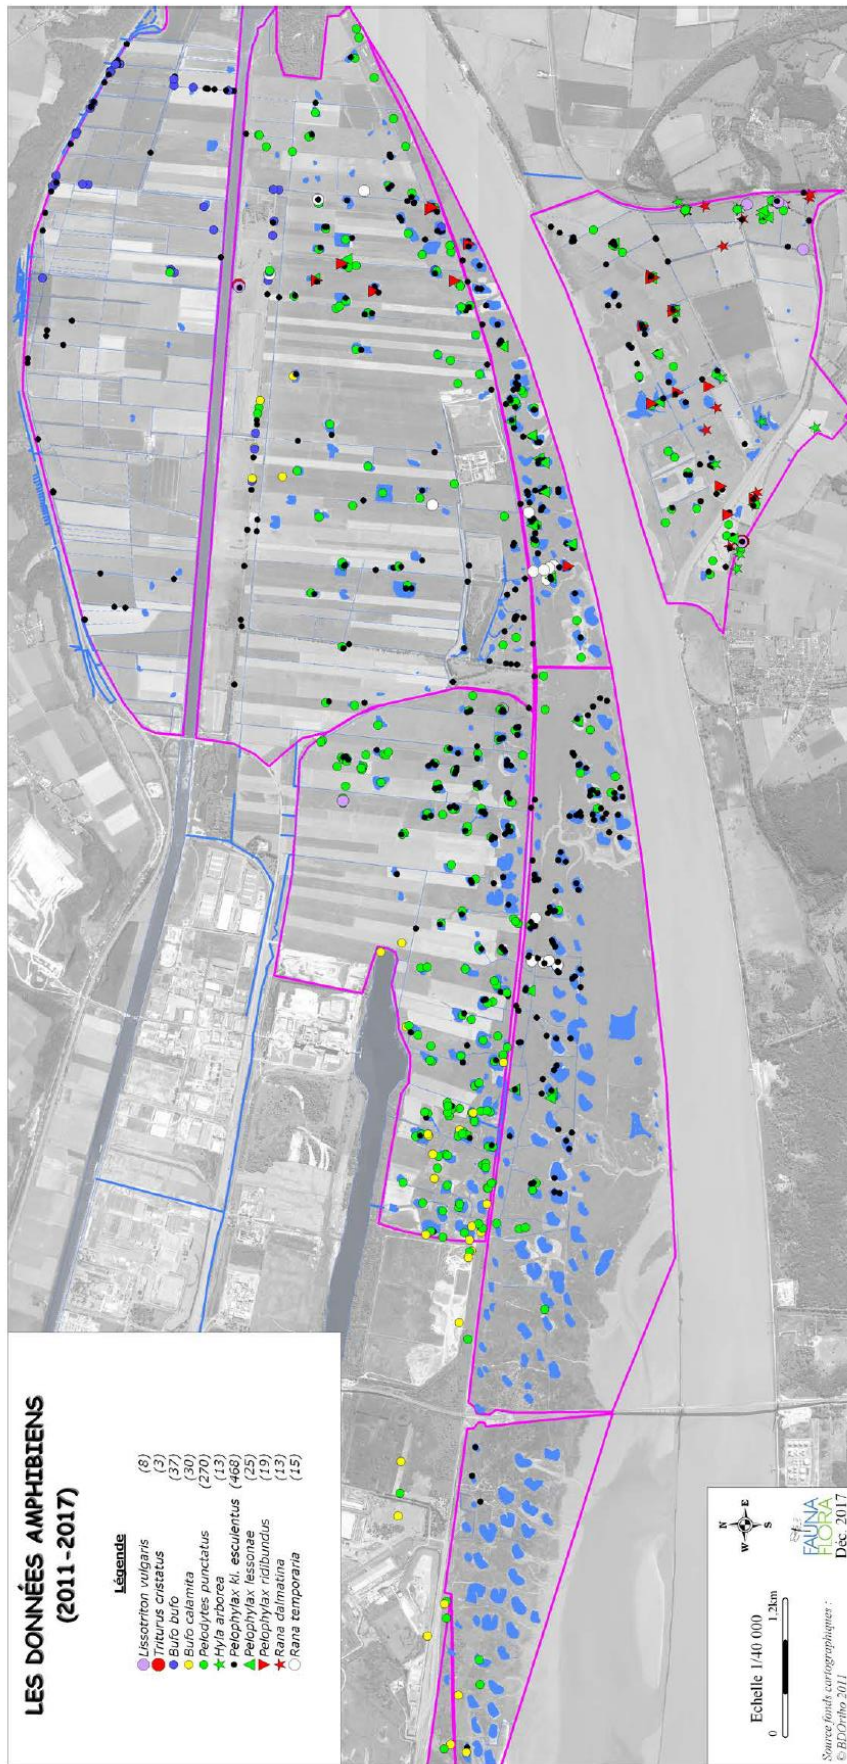 LES DONNÉES AMPHIBIENS
(2011-2017)
Légende
Lissotriton vulgaris (8)
Triturus cristatus (3)
Bufo bufo (37)
Bufo calamita (30)
Pelodytes punctatus (270)
Hyla arborea (13)
Pelophylax kl. esculentus (468)
Pelophylax lessonae (25)
Pelophylax ridibundus (19)
Rana dalmatina (13)
Rana temporaria (15)
N
W E
S
Echelle 1/40 000
0 1,2km
FAUNA
FLORA
Déc. 2017
Source fonds cartographiques :
© BDOrtho 2011